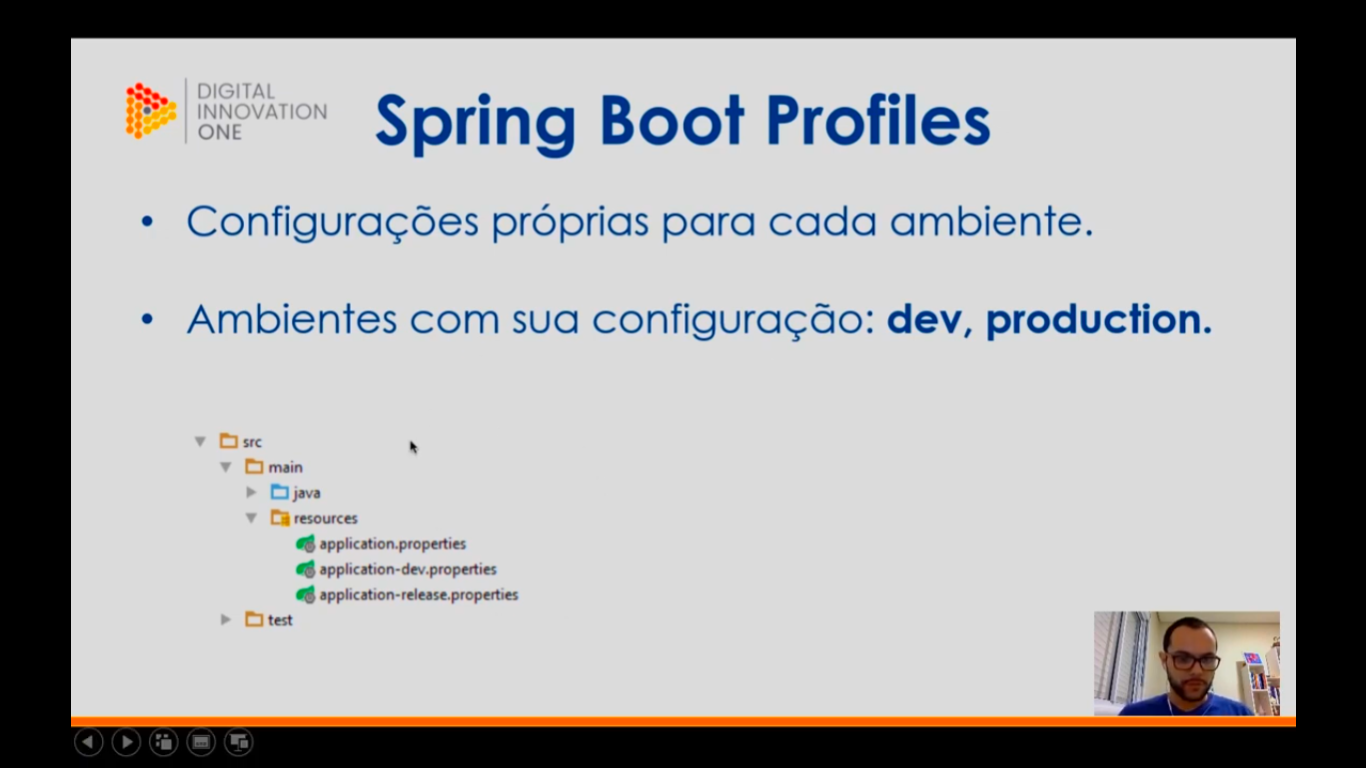 DIGITAL
INNOVATION
ONE
Spring Boot Profiles
• Configurações próprias para cada ambiente.
• Ambientes com sua configuração: dev, production.
src
main
java
resources
application.properties
application-dev.properties
application-release.properties
test